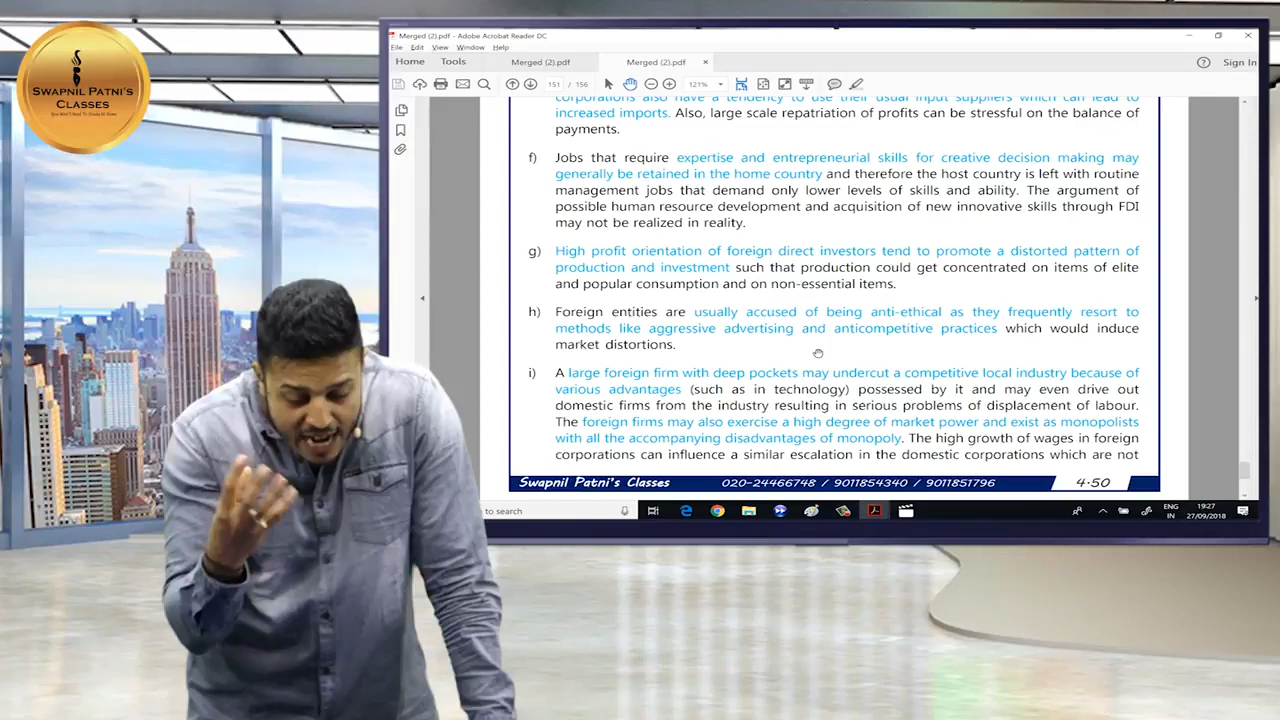 SWAPNIL PATNI'S
CLASSES
Merged (2).pdf - Adobe Acrobat Reader DC
File Edit View Window Help
Home Tools Merged (2).pdf Merged (2).pdf × Sign In
151 / 156 121%
corporations also have a tendency to use their usual input suppliers which can lead to
increased imports. Also, large scale repatriation of profits can be stressful on the balance of
payments.
f) Jobs that require expertise and entrepreneurial skills for creative decision making may
generally be retained in the home country and therefore the host country is left with routine
management jobs that demand only lower levels of skills and ability. The argument of
possible human resource development and acquisition of new innovative skills through FDI
may not be realized in reality.
g) High profit orientation of foreign direct investors tend to promote a distorted pattern of
production and investment such that production could get concentrated on items of elite
and popular consumption and on non-essential items.
h) Foreign entities are usually accused of being anti-ethical as they frequently resort to
methods like aggressive advertising and anticompetitive practices which would induce
market distortions.
i) A large foreign firm with deep pockets may undercut a competitive local industry because of
various advantages (such as in technology) possessed by it and may even drive out
domestic firms from the industry resulting in serious problems of displacement of labour.
The foreign firms may also exercise a high degree of market power and exist as monopolists
with all the accompanying disadvantages of monopoly. The high growth of wages in foreign
corporations can influence a similar escalation in the domestic corporations which are not
Swapnil Patni's Classes 020-24466748 / 9011854340 / 9011851796 4.50
to search
ENG 19:27
IN 27/09/2018